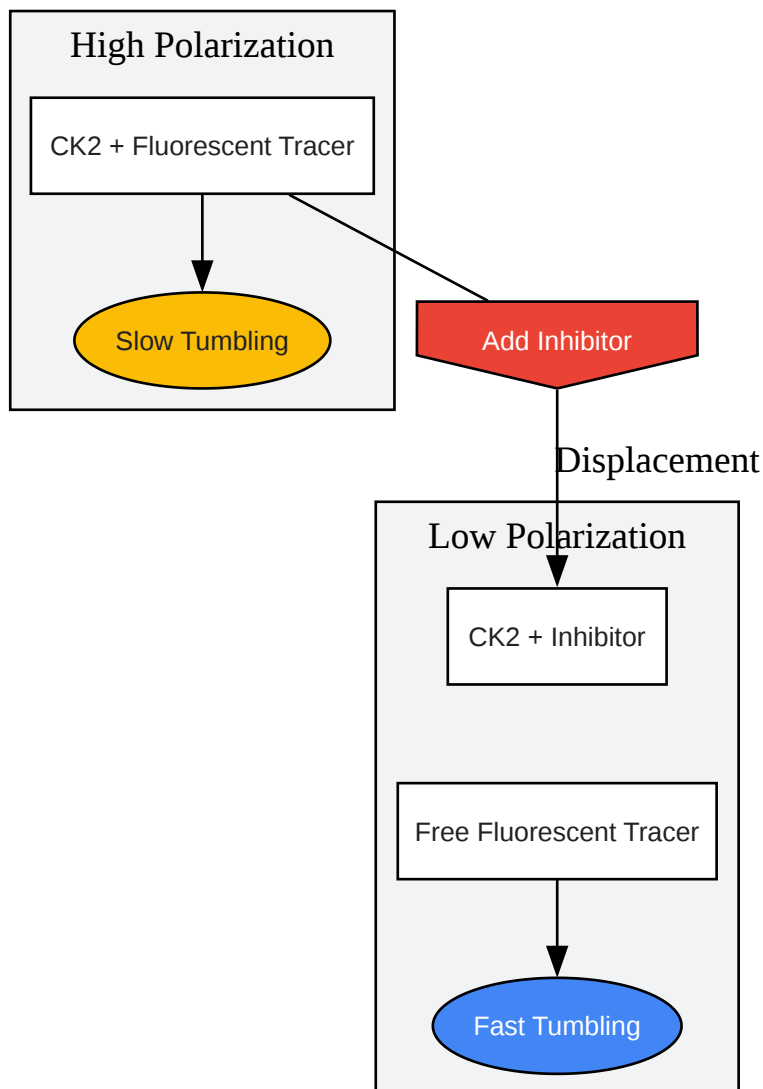 High Polarization
CK2 + Fluorescent Tracer
Slow Tumbling
Add Inhibitor
Displacement
Low Polarization
CK2 + Inhibitor
Free Fluorescent Tracer
Fast Tumbling